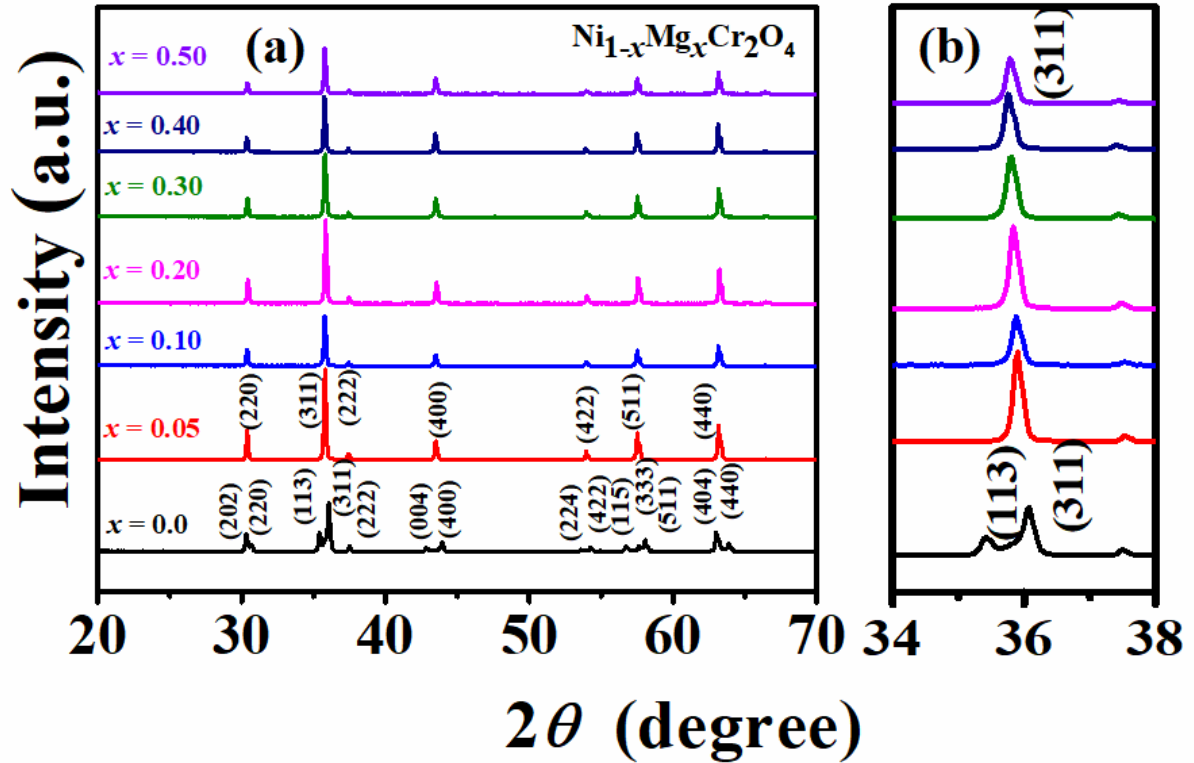 Intensity (a.u.)
(a)
Ni1-xMgxCr2O4
x = 0.50
x = 0.40
x = 0.30
x = 0.20
x = 0.10
x = 0.05
x = 0.0
(220)
(311)
(222)
(400)
(422)
(511)
(440)
(202)
(220)
(113)
(311)
(222)
(004)
(400)
(224)
(422)
(115)
(333)
(511)
(404)
(440)
20 30 40 50 60 70
(b)
(311)
(113)
(311)
34 36 38
2θ (degree)